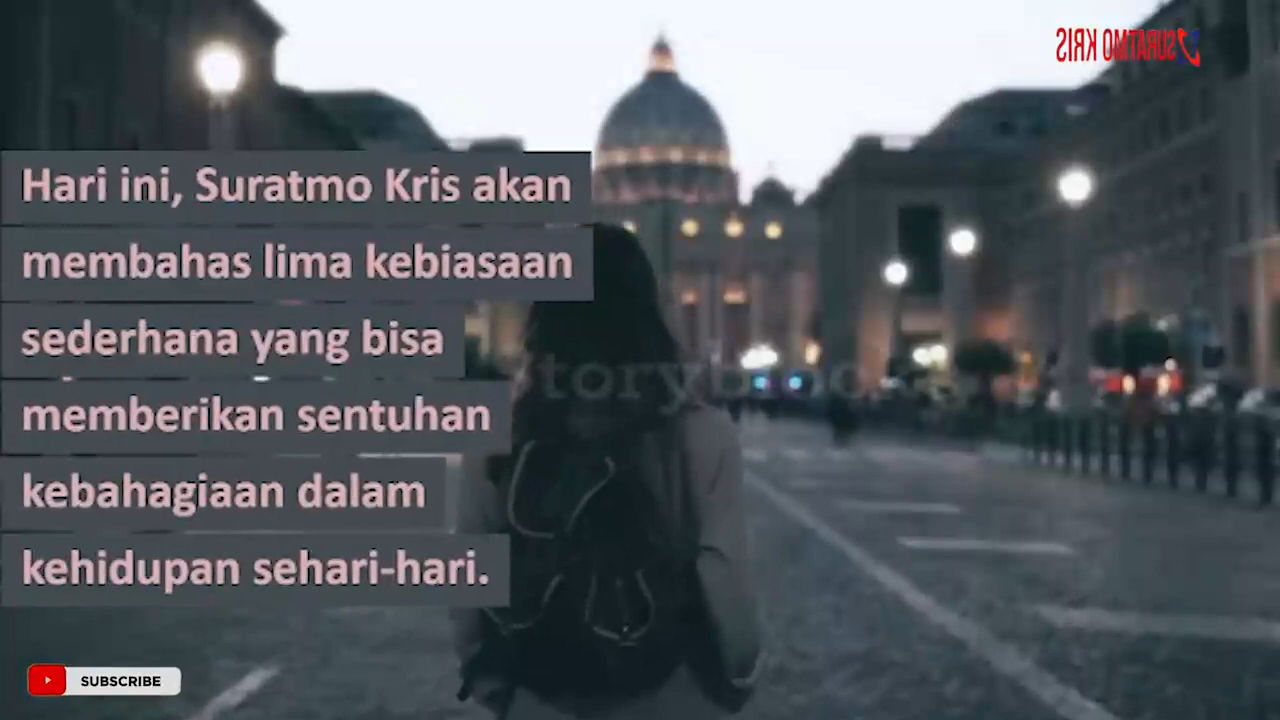 SURATMO KRIS
Hari ini, Suratmo Kris akan
membahas lima kebiasaan
sederhana yang bisa
memberikan sentuhan
kebahagiaan dalam
kehidupan sehari-hari.
SUBSCRIBE